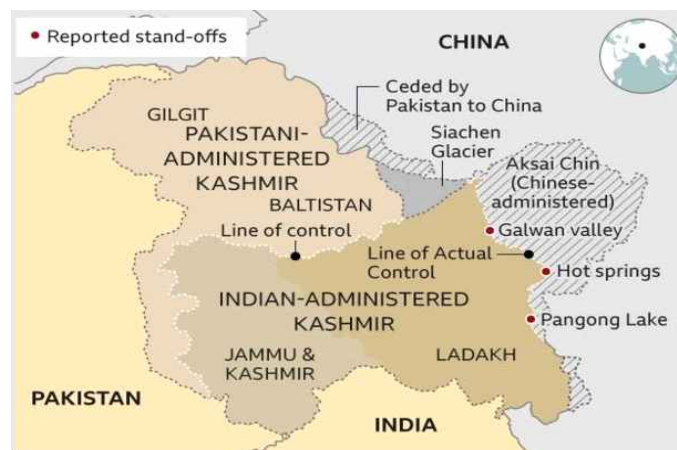 Reported stand-offs
CHINA
Ceded by
Pakistan to China
GILGIT
PAKISTANI-
ADMINISTERED
KASHMIR
Siachen
Glacier
Aksai Chin
(Chinese-
administered)
BALTISTAN
Line of control
Galwan valley
Line of Actual
Control
Hot springs
INDIAN-ADMINISTERED
KASHMIR
Pangong Lake
JAMMU &
KASHMIR
LADAKH
PAKISTAN
INDIA